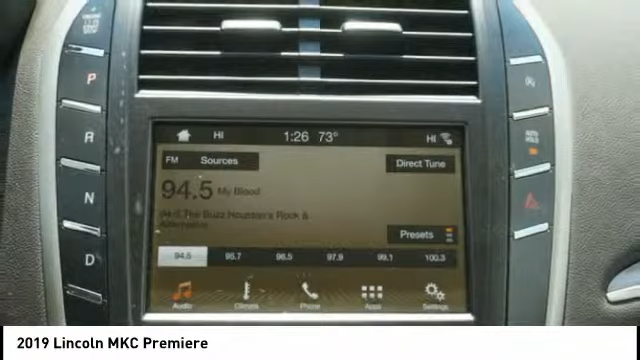 P
R
N
D
HI 1:26 73° HI
FM Sources
Direct Tune
94.5 My Blood
94.5 The Buzz Houston's Rock &
Alternative
Presets
94.5 95.7 96.5 97.9 99.1 100.3
Audio Climate Phone Apps Settings
AUTO
HOLD
2019 Lincoln MKC Premiere